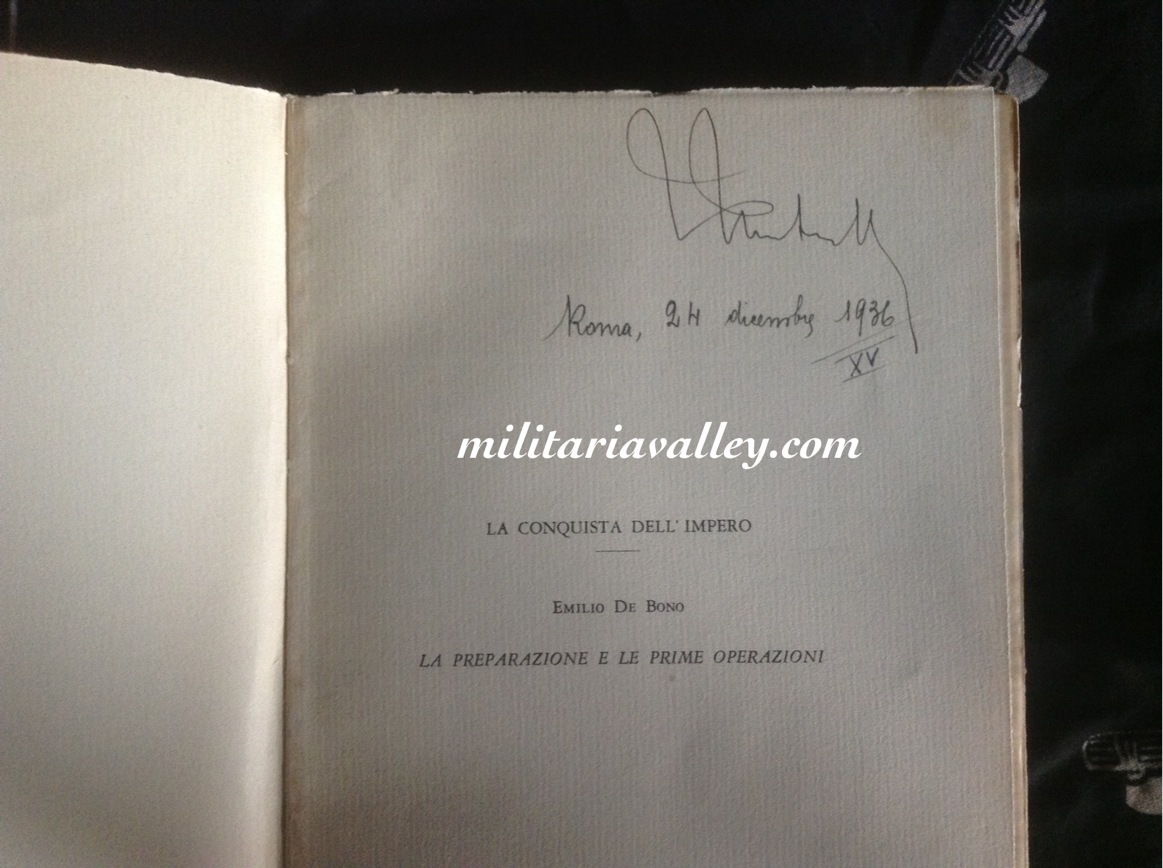 Roma, 24 dicembre 1936
XV
militariavalley.com
LA CONQUISTA DELL' IMPERO
EMILIO DE BONO
LA PREPARAZIONE E LE PRIME OPERAZIONI